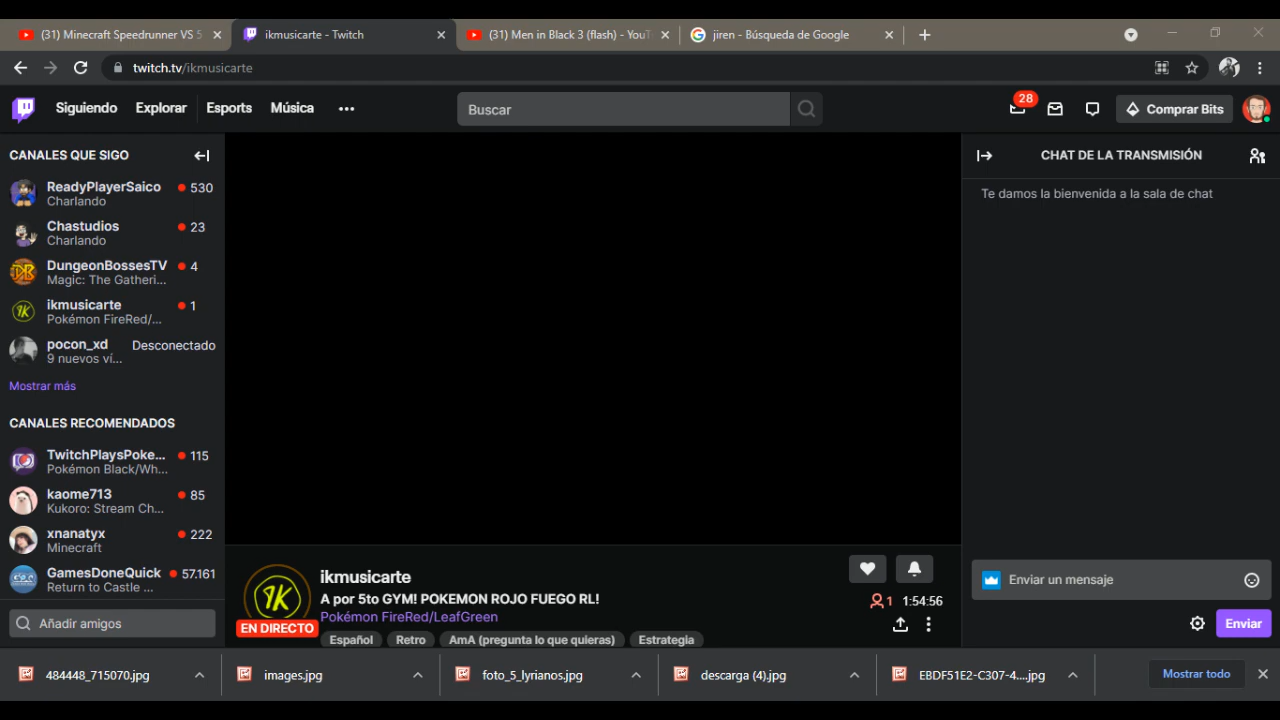 (31) Minecraft Speedrunner VS 5
ikmusicarte - Twitch
(31) Men in Black 3 (flash) - YouT
jiren - Búsqueda de Google
twitch.tv/ikmusicarte
Siguiendo
Explorar
Esports
Música
Buscar
28
Comprar Bits
CANALES QUE SIGO
ReadyPlayerSaico 530
Charlando
Chastudios 23
Charlando
DungeonBossesTV 4
Magic: The Gatheri...
ikmusicarte 1
Pokémon FireRed/...
pocon_xd Desconectado
9 nuevos ví...
Mostrar más
CANALES RECOMENDADOS
TwitchPlaysPoke... 115
Pokémon Black/Wh...
kaome713 85
Kukoro: Stream Ch...
xnanatyx 222
Minecraft
GamesDoneQuick 57.161
Return to Castle ...
Añadir amigos
IK
EN DIRECTO
ikmusicarte
A por 5to GYM! POKEMON ROJO FUEGO RL!
Pokémon FireRed/LeafGreen
Español
Retro
AmA (pregunta lo que quieras)
Estrategia
1 1:54:56
CHAT DE LA TRANSMISIÓN
Te damos la bienvenida a la sala de chat
Enviar un mensaje
Enviar
484448_715070.jpg
images.jpg
foto_5_lyrianos.jpg
descarga (4).jpg
EBDF51E2-C307-4....jpg
Mostrar todo